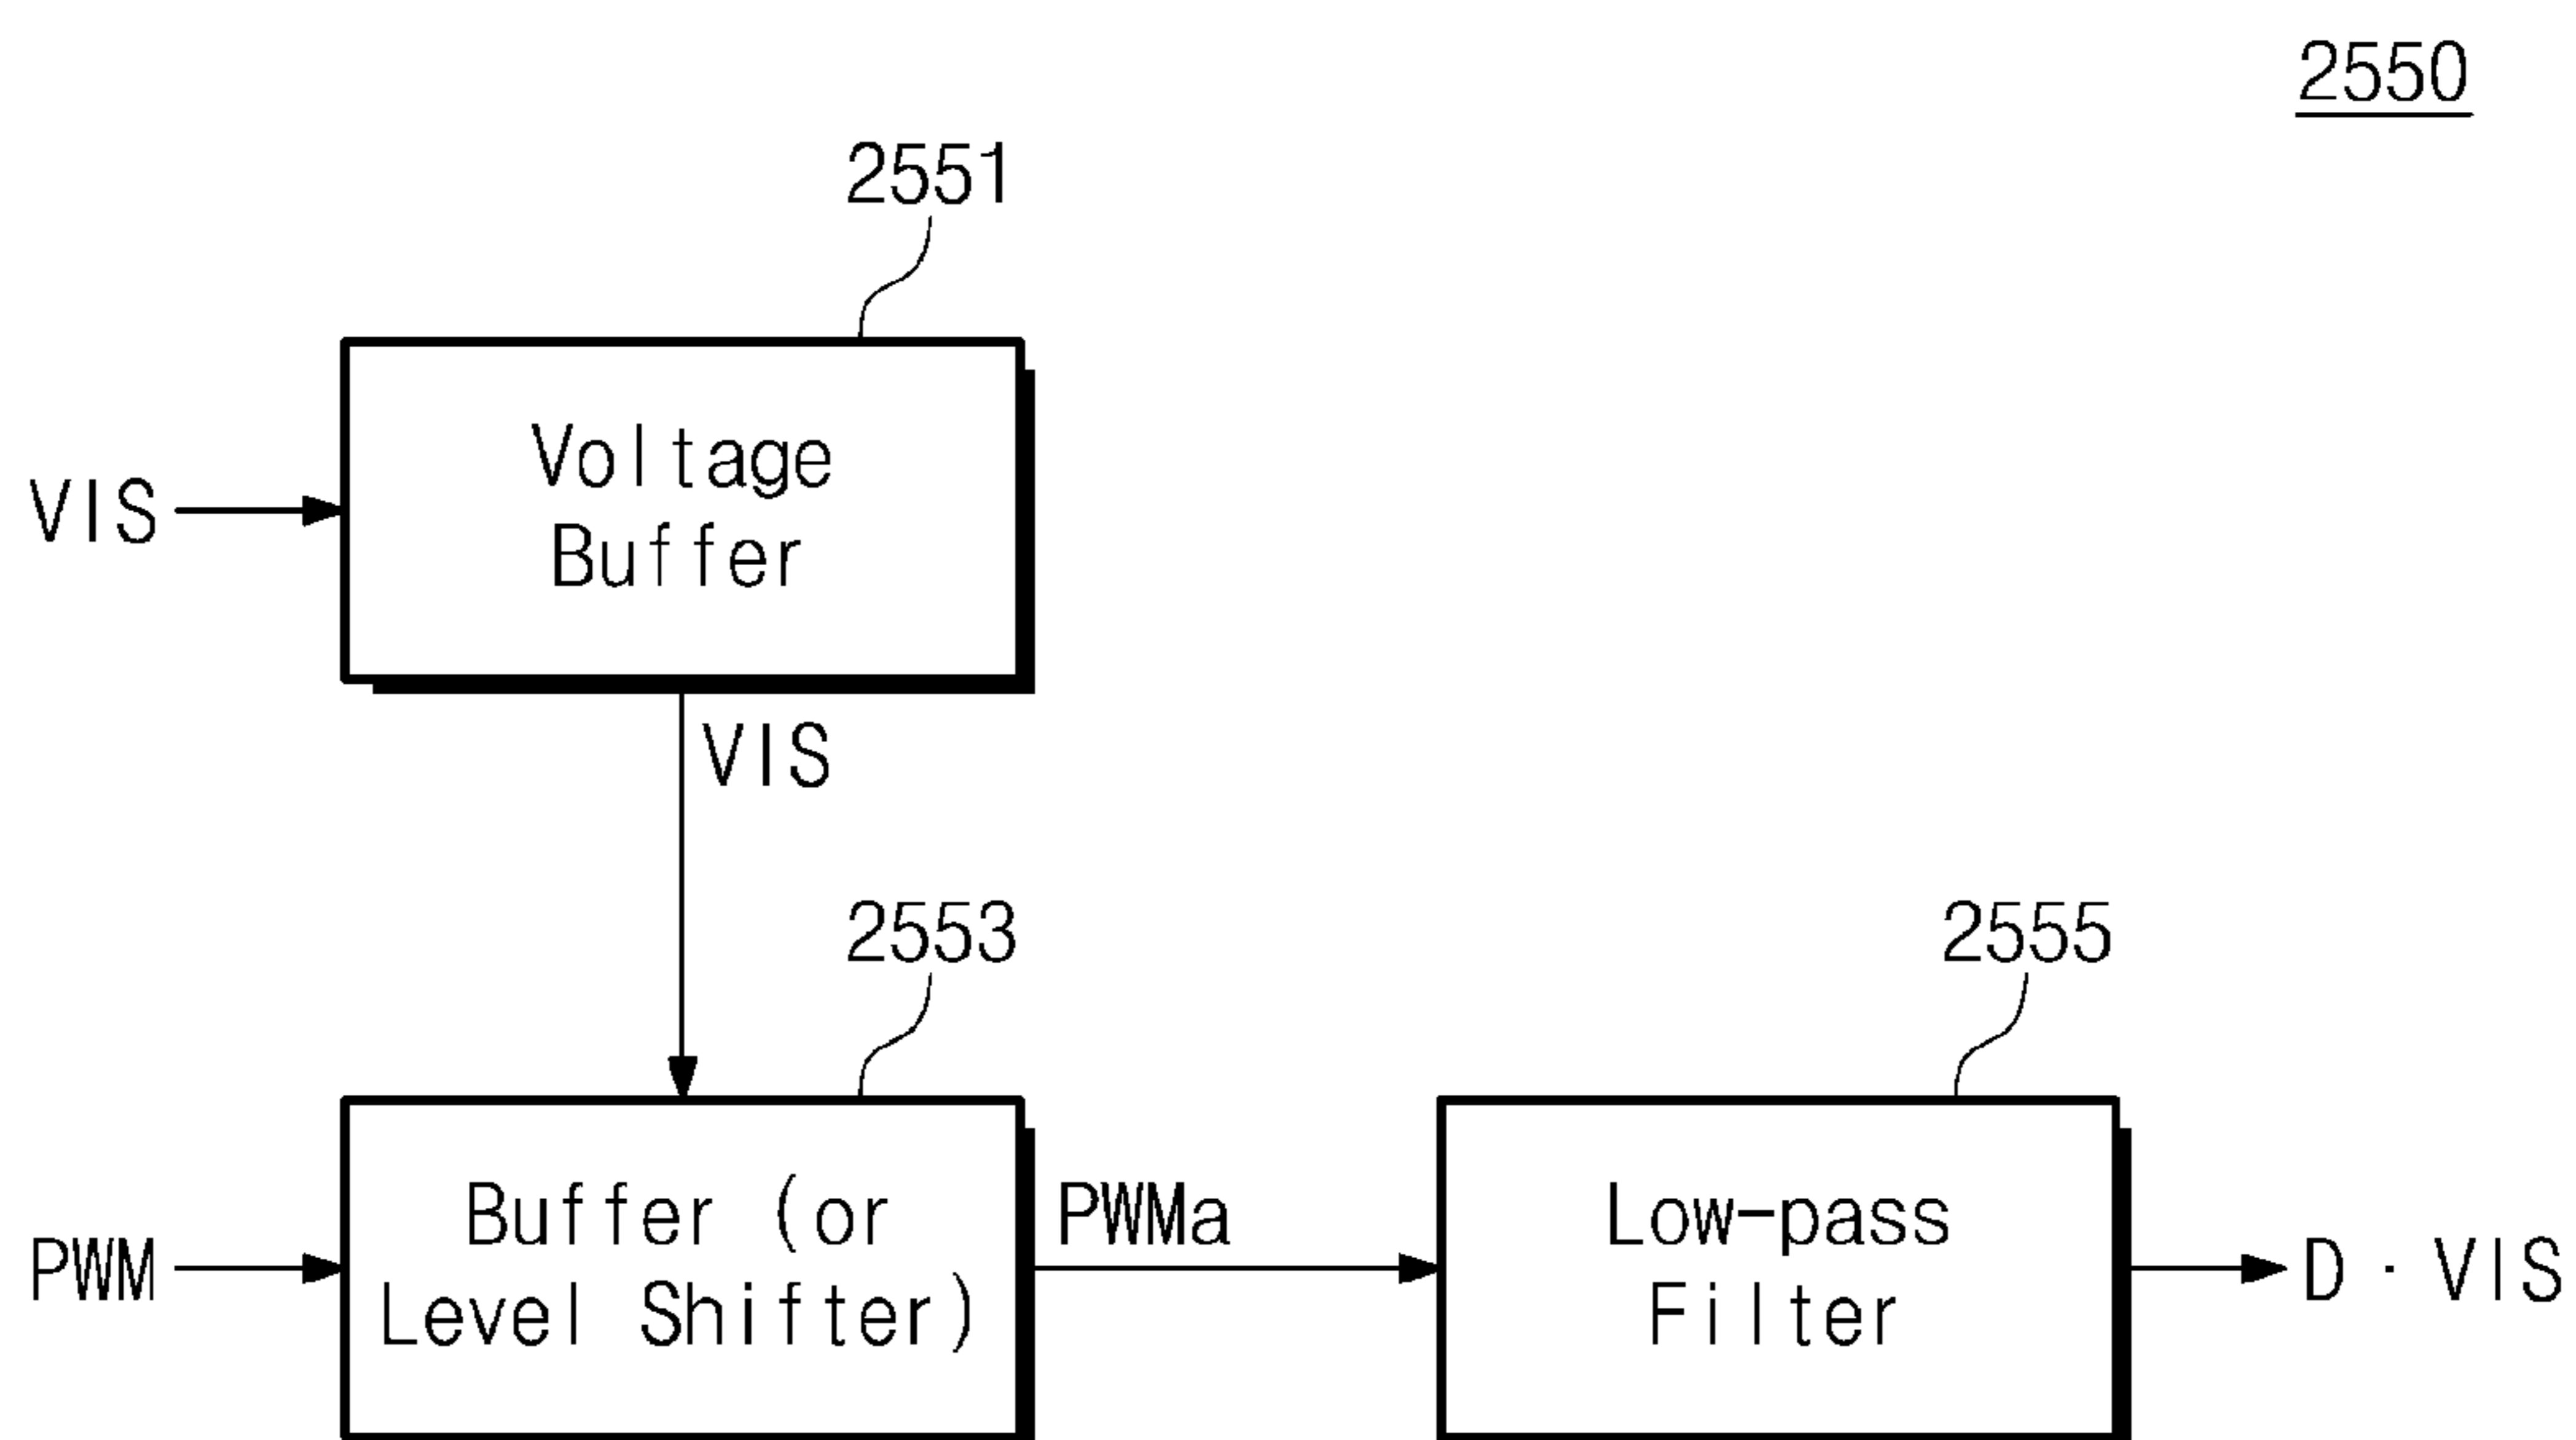 2550
2551
Voltage
Buffer
VIS
VIS
2553
2555
Buffer (or
Level Shifter)
PWM
PWMa
Low-pass
Filter
D · VIS